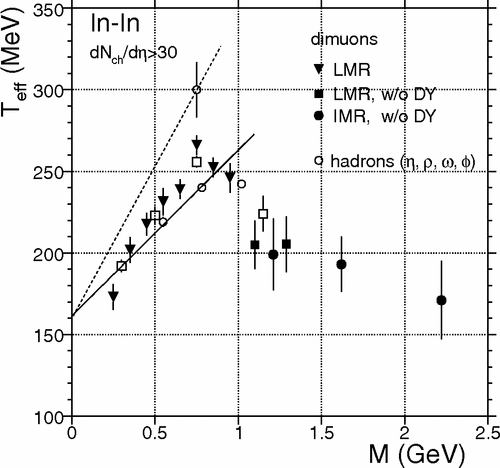 In-In
dN_ch/dη>30
T_eff (MeV)
350
300
250
200
150
100
dimuons
LMR
LMR, w/o DY
IMR, w/o DY
hadrons (η, ρ, ω, ϕ)
0
0.5
1
1.5
2
2.5
M (GeV)